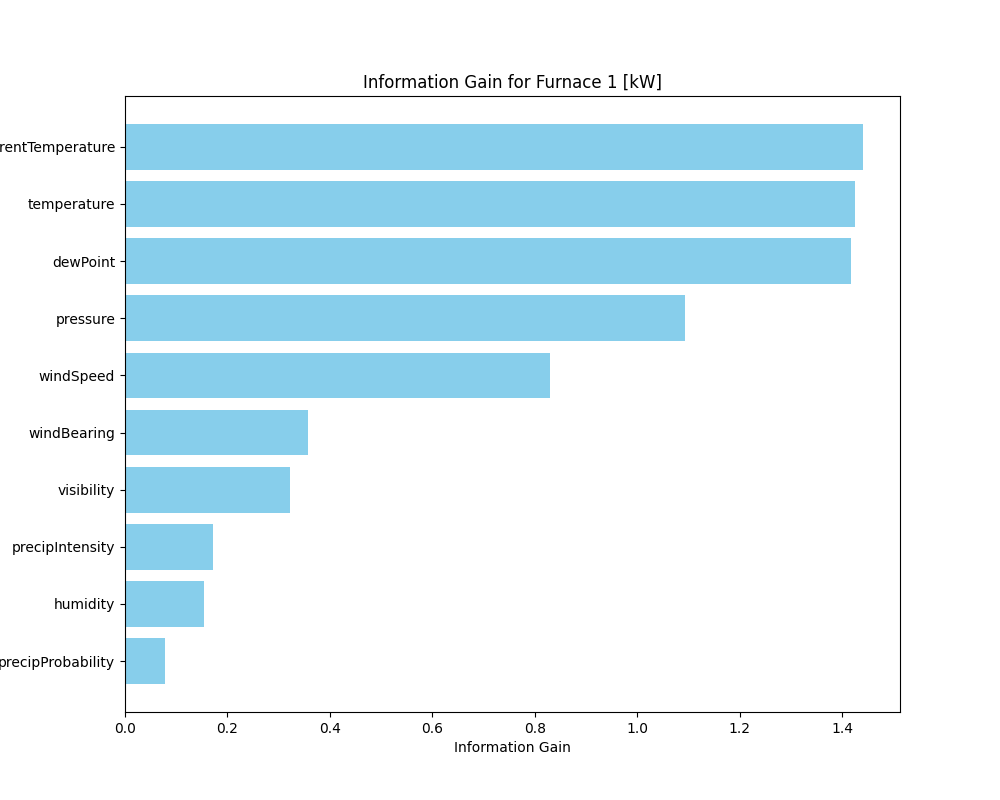 Information Gain for Furnace 1 [kW]
rentTemperature
temperature
dewPoint
pressure
windSpeed
windBearing
visibility
precipIntensity
humidity
precipProbability
0.0 0.2 0.4 0.6 0.8 1.0 1.2 1.4
Information Gain